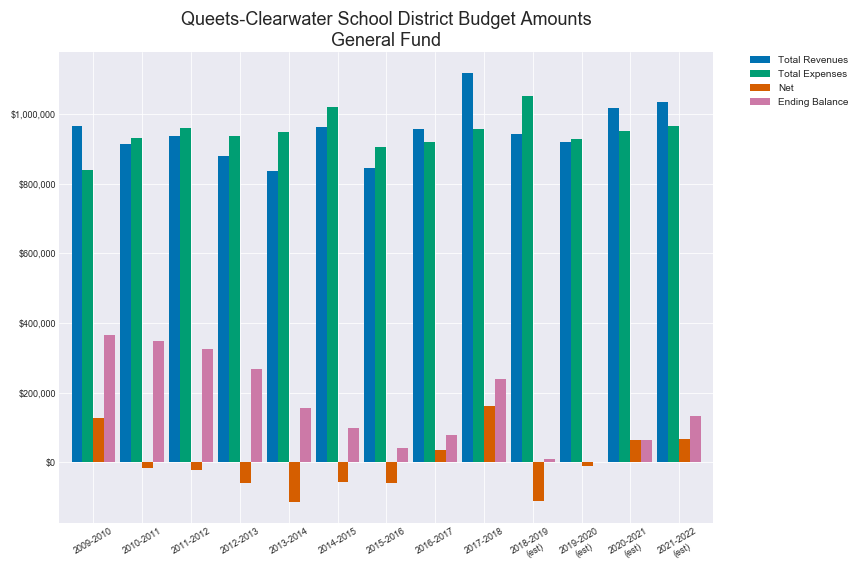 Queets-Clearwater School District Budget Amounts
General Fund
Total Revenues
Total Expenses
Net
Ending Balance
$1,000,000
$800,000
$600,000
$400,000
$200,000
$0
2009-2010
2010-2011
2011-2012
2012-2013
2013-2014
2014-2015
2015-2016
2016-2017
2017-2018
2018-2019
(est)
2019-2020
(est)
2020-2021
(est)
2021-2022
(est)